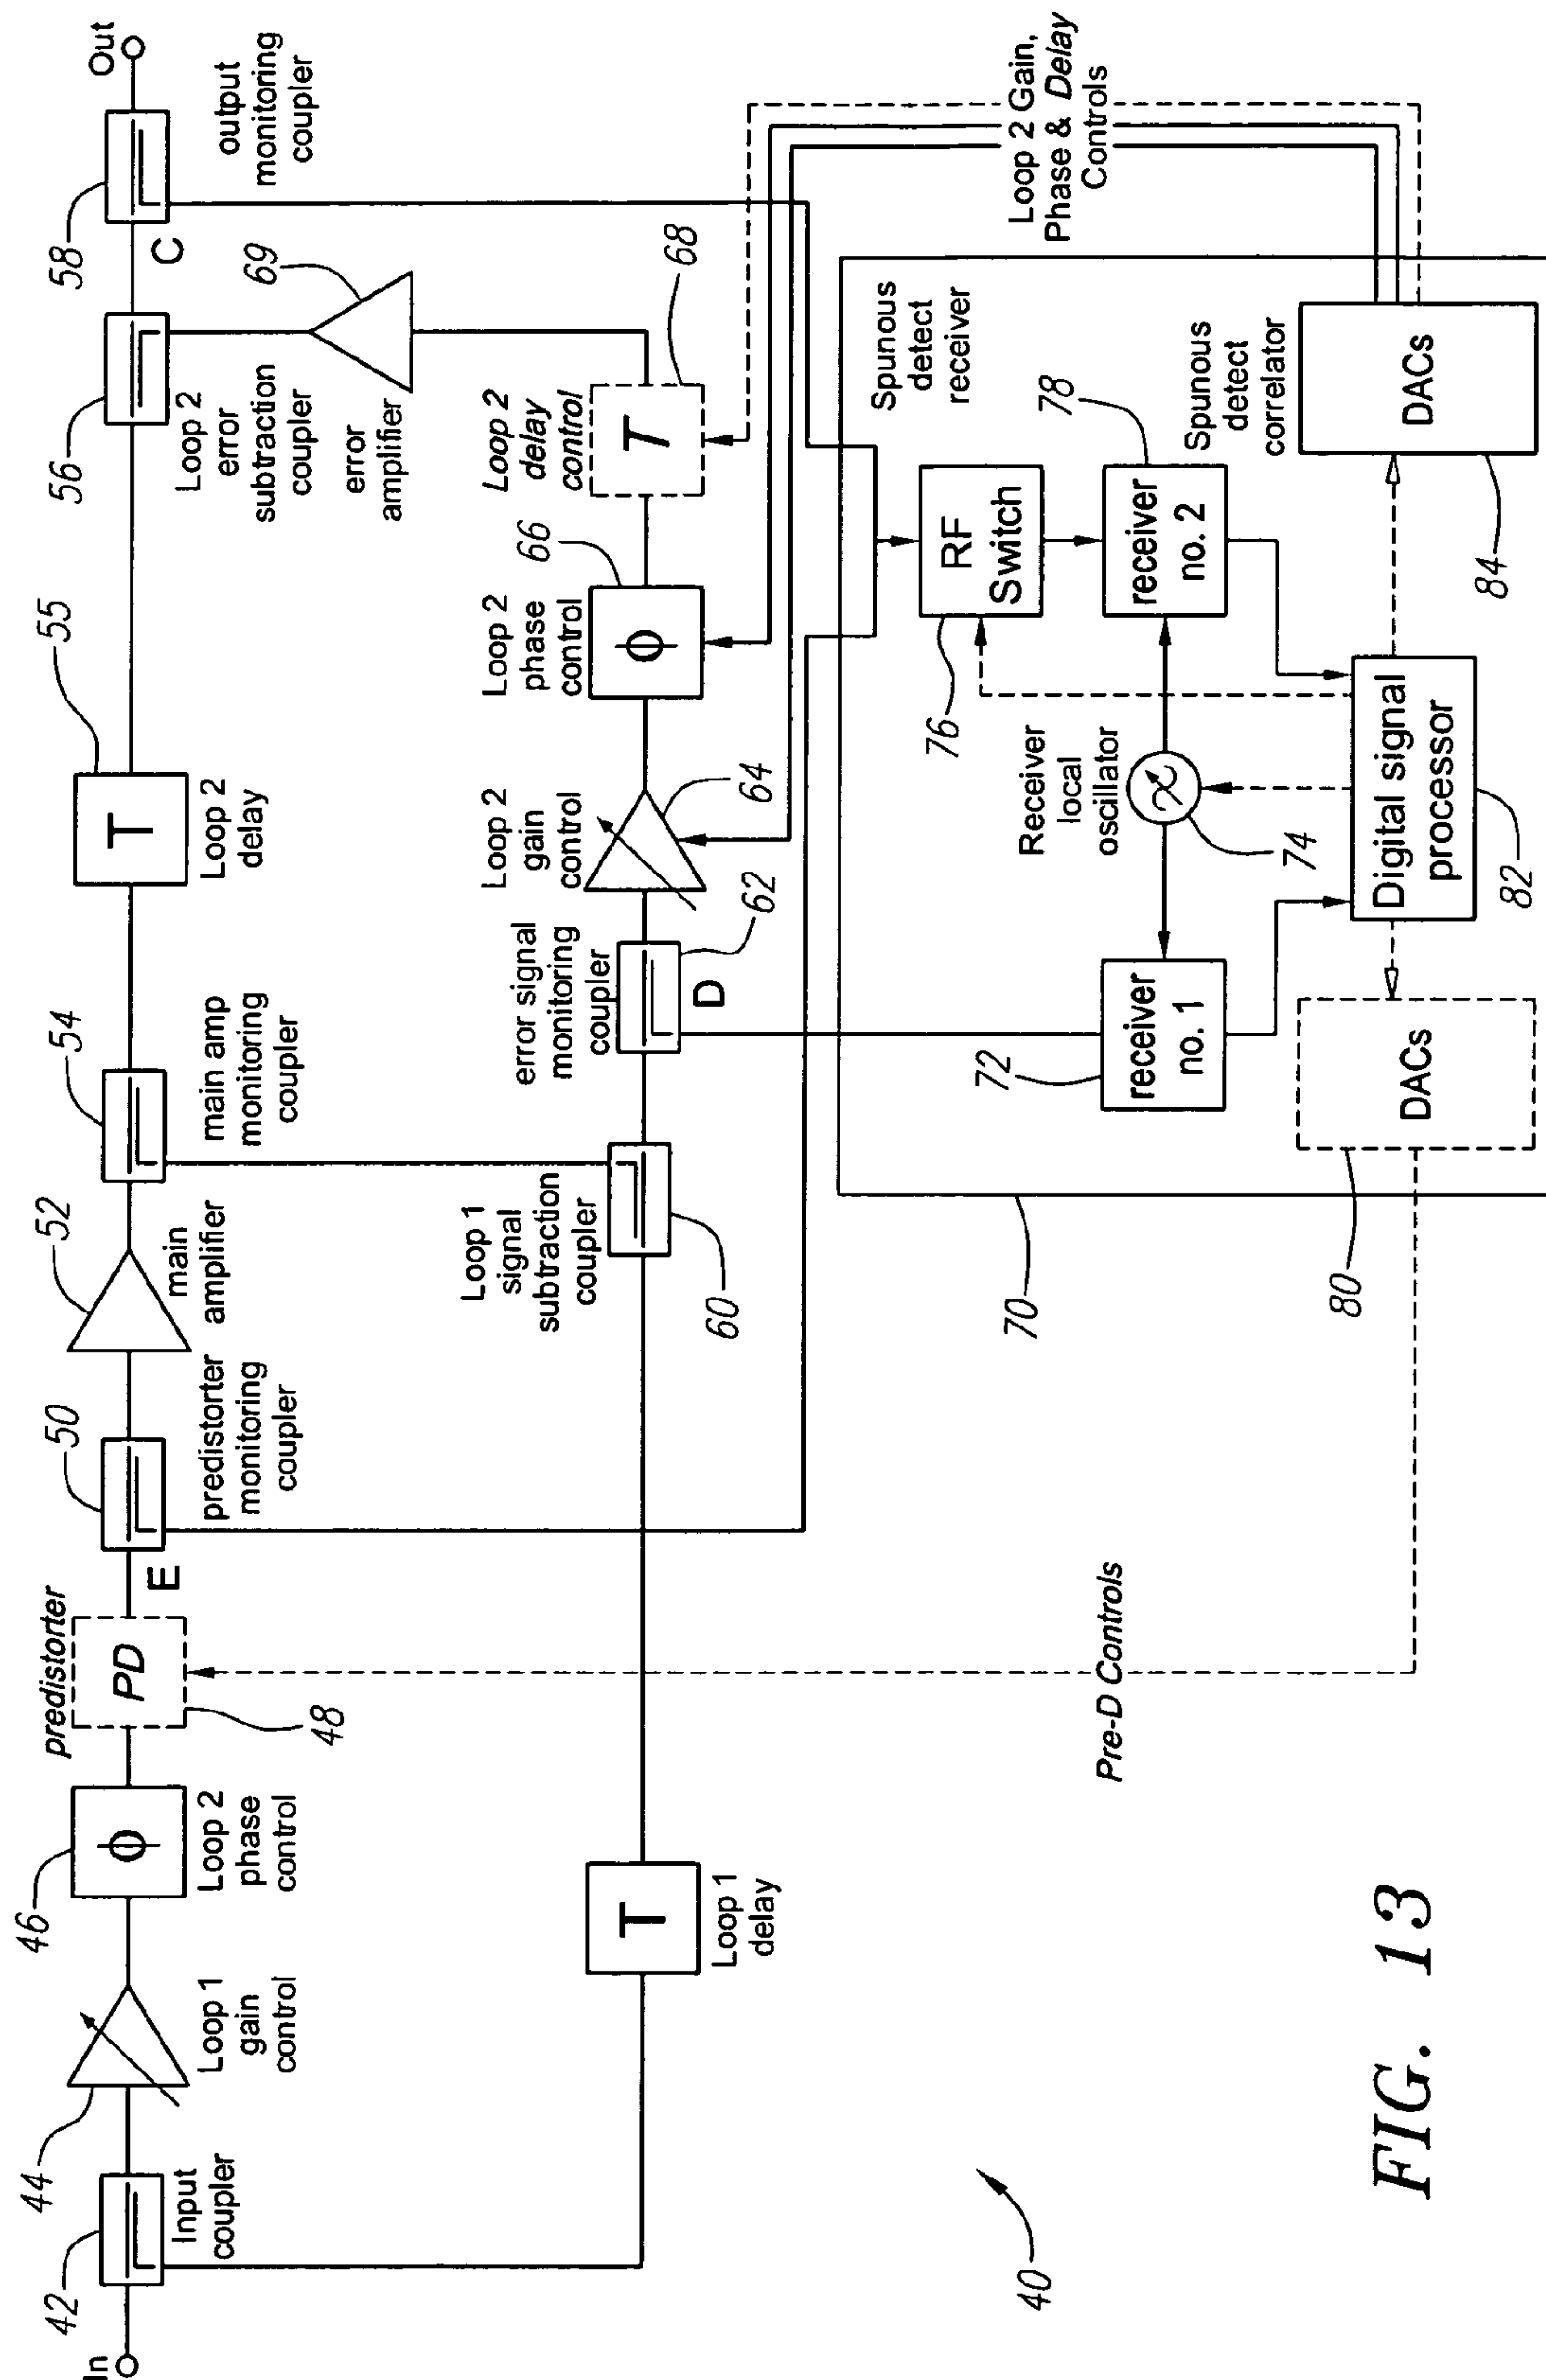 In
42
Input
coupler
44
Loop 1
gain
control
46
ϕ
Loop 2
phase
control
predistorter
PD
48
E
50
predistorter
monitoring
coupler
52
main
amplifier
54
main amp
monitoring
coupler
55
T
Loop 2
delay
56
Loop 2
error
subtraction
coupler
58
C
output
monitoring
coupler
Out
error
amplifier
69
T
Loop 1
delay
Loop 1
signal
subtraction
coupler
60
error signal
monitoring
coupler
62
D
Loop 2
gain
control
64
Loop 2
phase
control
66
ϕ
Loop 2
delay
control
T
68
Loop 2 Gain,
Phase & Delay
Controls
Pre-D Controls
70
Spunous
detect
receiver
72
receiver
no. 1
Receiver
local
oscillator
74
76
RF
Switch
78
receiver
no. 2
Spunous
detect
correlator
80
DACs
Digital signal
processor
82
DACs
84
40
FIG. 13